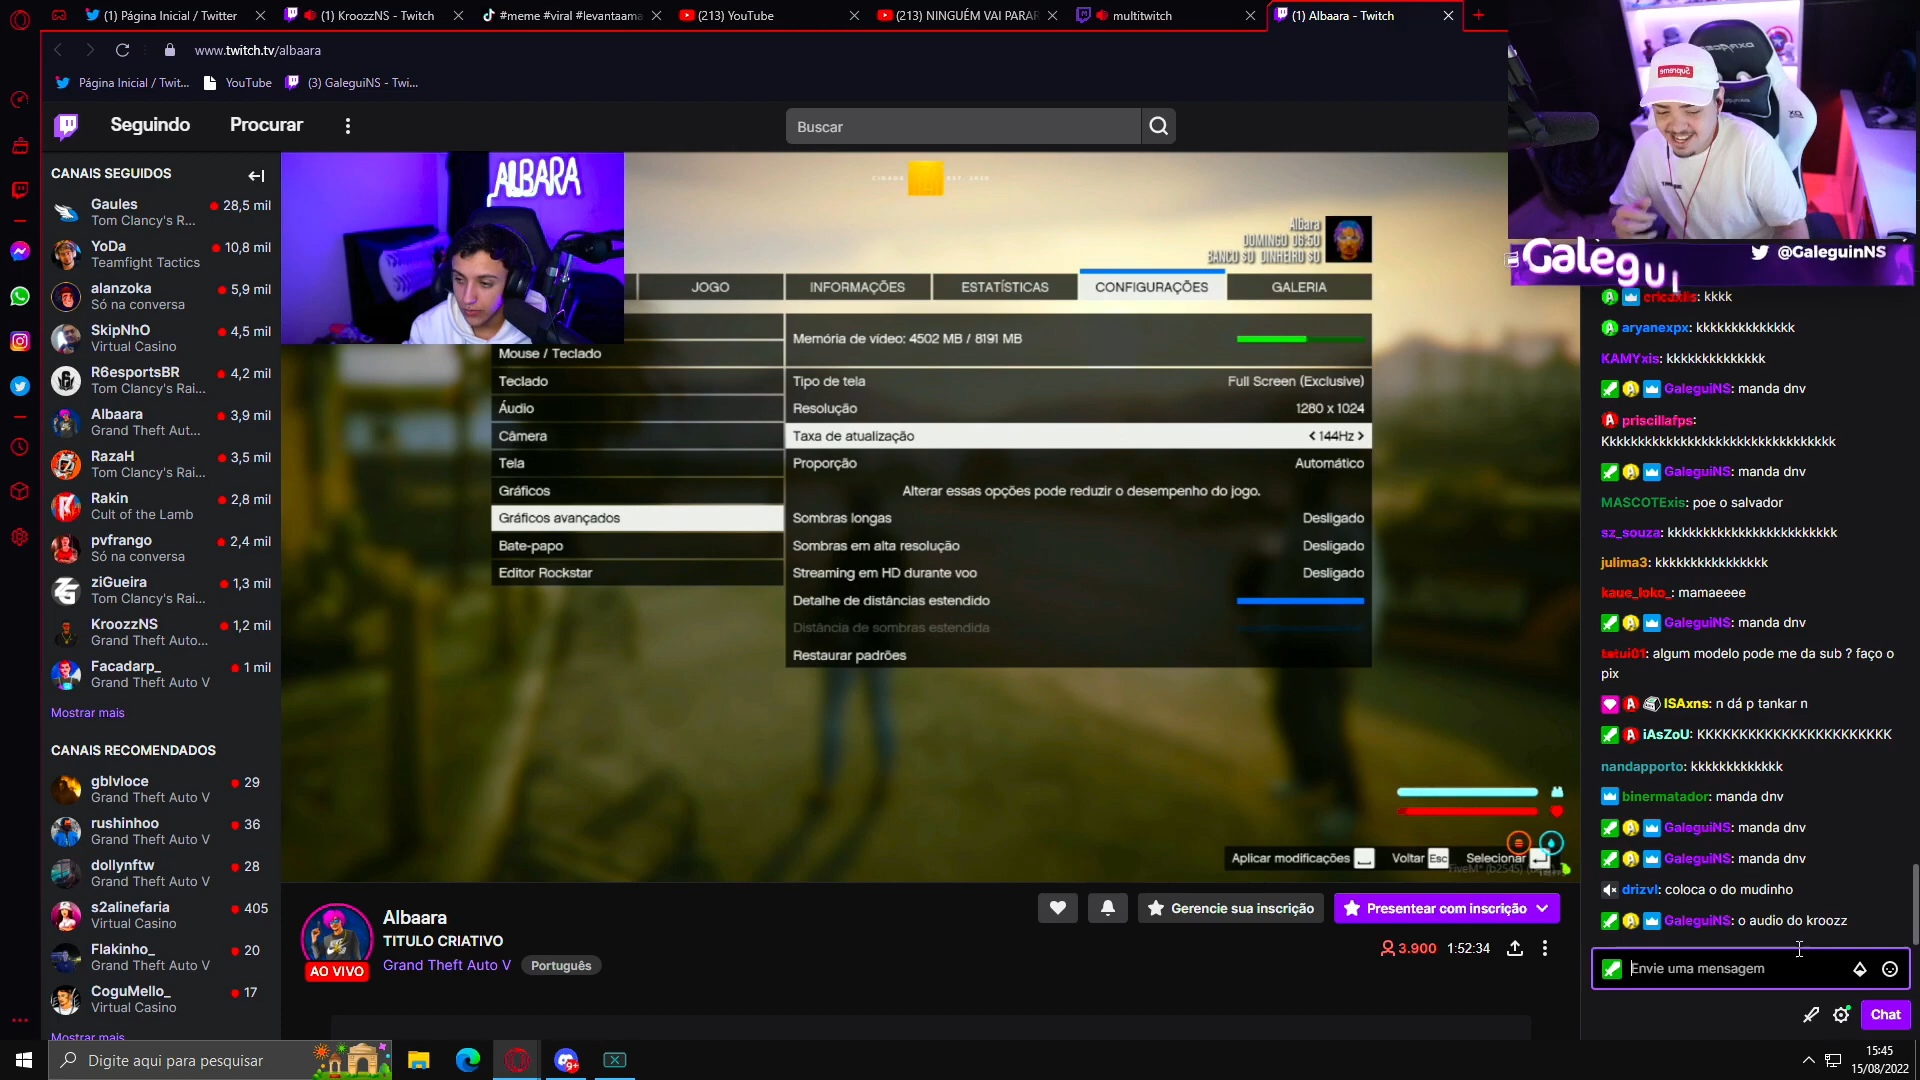 (1) Página Inicial / Twitter
(1) KroozzNS - Twitch
#meme #viral #levantaama
(213) YouTube
(213) NINGUÉM VAI PARAR
multitwitch
(1) Albaara - Twitch
www.twitch.tv/albaara
Página Inicial / Twit...
YouTube
(3) GaleguiNS - Twi...
Seguindo
Procurar
Buscar
CANAIS SEGUIDOS
Gaules
28,5 mil
Tom Clancy's R...
YoDa
10,8 mil
Teamfight Tactics
alanzoka
5,9 mil
Só na conversa
SkipNhO
4,5 mil
Virtual Casino
R6esportsBR
4,2 mil
Tom Clancy's Rai...
Albaara
3,9 mil
Grand Theft Aut...
RazaH
3,5 mil
Tom Clancy's Rai...
Rakin
2,8 mil
Cult of the Lamb
pvfrango
2,4 mil
Só na conversa
ziGueira
1,3 mil
Tom Clancy's Rai...
KroozzNS
1,2 mil
Grand Theft Auto...
Facadarp_
1 mil
Grand Theft Auto V
Mostrar mais
CANAIS RECOMENDADOS
gblvloce
29
Grand Theft Auto V
rushinhoo
36
Grand Theft Auto V
dollynftw
28
Grand Theft Auto V
s2alinefaria
405
Virtual Casino
Flakinho_
20
Grand Theft Auto V
CoguMello_
17
Virtual Casino
Mostrar mais
ALBARA
CIDADE
EST. 2020
Albara
DOMINGO 06:50
BANCO $0 DINHEIRO $0
JOGO
INFORMAÇÕES
ESTATÍSTICAS
CONFIGURAÇÕES
GALERIA
Mouse / Teclado
Teclado
Áudio
Câmera
Tela
Gráficos
Gráficos avançados
Bate-papo
Editor Rockstar
Memória de vídeo: 4502 MB / 8191 MB
Tipo de tela
Full Screen (Exclusive)
Resolução
1280 x 1024
Taxa de atualização
<144Hz>
Proporção
Automático
Alterar essas opções pode reduzir o desempenho do jogo.
Sombras longas
Desligado
Sombras em alta resolução
Desligado
Streaming em HD durante voo
Desligado
Detalhe de distâncias estendido
Distância de sombras estendida
Restaurar padrões
Aplicar modificações
Voltar Esc
Selecionar
Albaara
TITULO CRIATIVO
Grand Theft Auto V
Português
AO VIVO
Gerencie sua inscrição
Presentear com inscrição
3.900
1:52:34
Supreme
Galegui
@GaleguinNS
ericaxiis: kkkk
aryanexpx: kkkkkkkkkkkkkk
KAMYxis: kkkkkkkkkkkkkk
GaleguiNS: manda dnv
priscillafps:
Kkkkkkkkkkkkkkkkkkkkkkkkkkkkkkkkk
GaleguiNS: manda dnv
MASCOTExis: poe o salvador
sz_souza: kkkkkkkkkkkkkkkkkkkkkkkk
julima3: kkkkkkkkkkkkkkkk
kaue_loko_: mamaeeee
GaleguiNS: manda dnv
tatui01: algum modelo pode me da sub ? faço o
pix
ISAxns: n dá p tankar n
iAsZoU: KKKKKKKKKKKKKKKKKKKKKKK
nandapporto: kkkkkkkkkkkkk
binermatador: manda dnv
GaleguiNS: manda dnv
GaleguiNS: manda dnv
drizvl: coloca o do mudinho
GaleguiNS: o audio do kroozz
Envie uma mensagem
Chat
Digite aqui para pesquisar
9+
15:45
15/08/2022